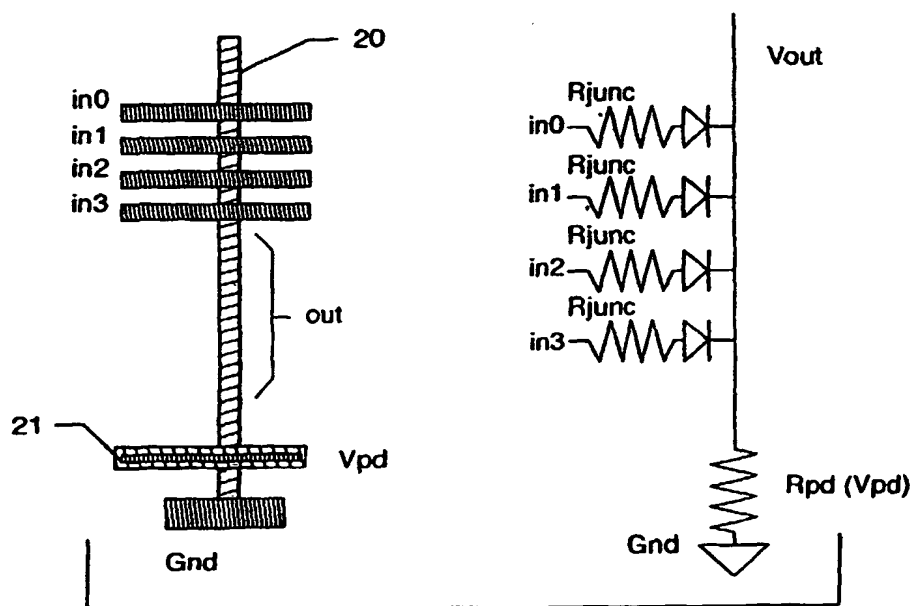 20
in0
in1
in2
in3
out
21
Vpd
Gnd
Vout
Rjunc
in0
Rjunc
in1
Rjunc
in2
Rjunc
in3
Rpd (Vpd)
Gnd